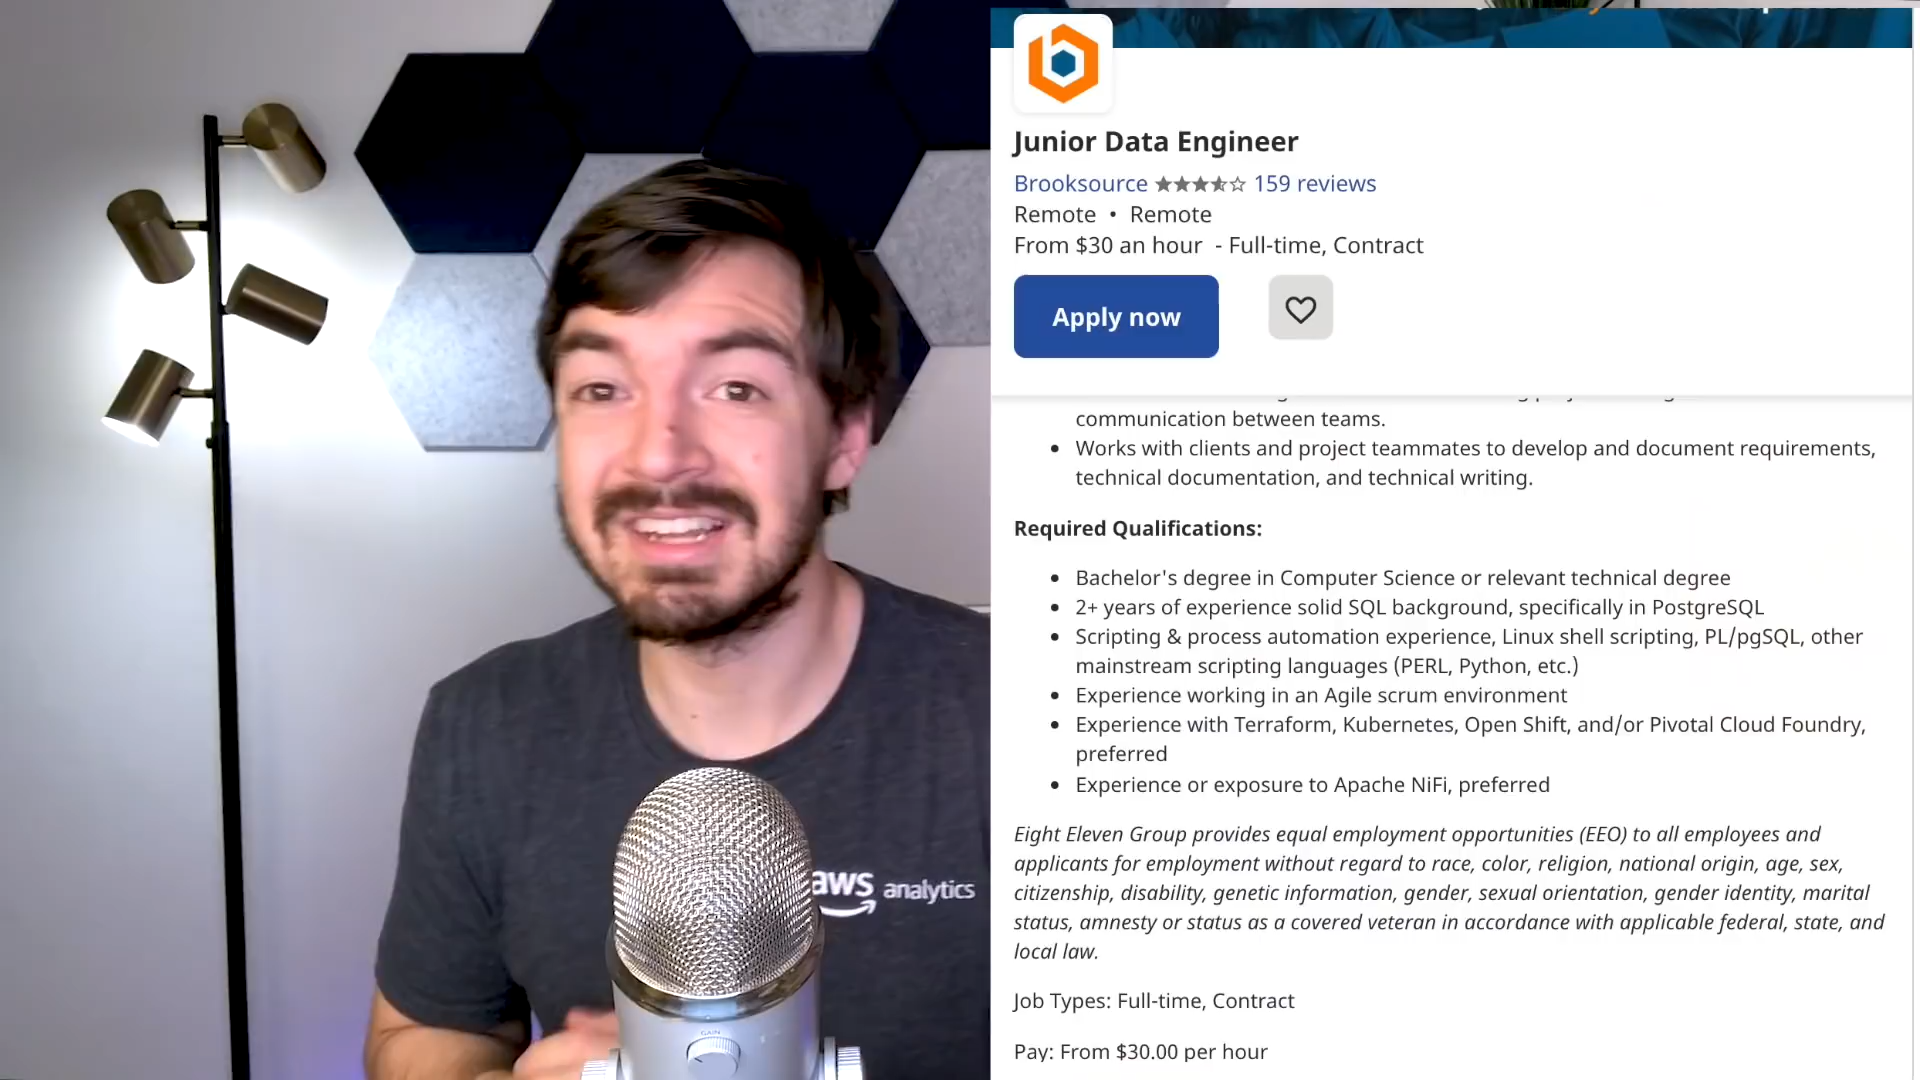 Junior Data Engineer
Brooksource ★★★★☆ 159 reviews
Remote • Remote
From $30 an hour - Full-time, Contract
Apply now
communication between teams.
• Works with clients and project teammates to develop and document requirements,
technical documentation, and technical writing.
Required Qualifications:
• Bachelor's degree in Computer Science or relevant technical degree
• 2+ years of experience solid SQL background, specifically in PostgreSQL
• Scripting & process automation experience, Linux shell scripting, PL/pgSQL, other
mainstream scripting languages (PERL, Python, etc.)
• Experience working in an Agile scrum environment
• Experience with Terraform, Kubernetes, Open Shift, and/or Pivotal Cloud Foundry,
preferred
• Experience or exposure to Apache NiFi, preferred
Eight Eleven Group provides equal employment opportunities (EEO) to all employees and
applicants for employment without regard to race, color, religion, national origin, age, sex,
citizenship, disability, genetic information, gender, sexual orientation, gender identity, marital
status, amnesty or status as a covered veteran in accordance with applicable federal, state, and
local law.
Job Types: Full-time, Contract
Pay: From $30.00 per hour
aws analytics
GAIN